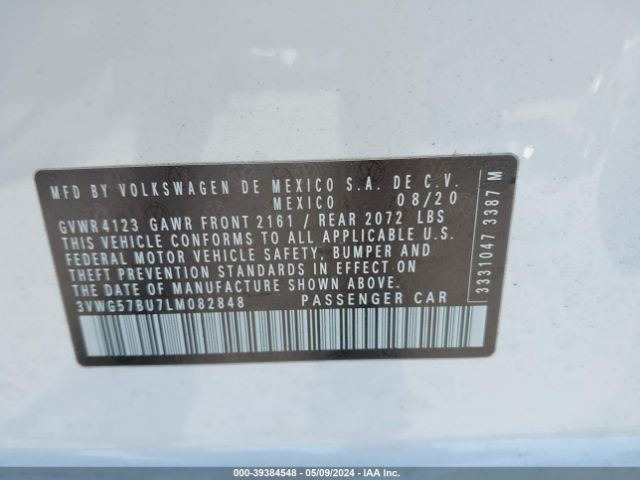 MFD BY VOLKSWAGEN DE MEXICO S.A. DE C.V.
MEXICO 08/20
GVWR 4123 GAWR FRONT 2161 / REAR 2072 LBS
THIS VEHICLE CONFORMS TO ALL APPLICABLE U.S.
FEDERAL MOTOR VEHICLE SAFETY, BUMPER AND
THEFT PREVENTION STANDARDS IN EFFECT ON
THE DATE OF MANUFACTURE SHOWN ABOVE.
3VWG57BU7LM082848 PASSENGER CAR
3331047 3387 M
000-39384548 - 05/09/2024 - IAA Inc.